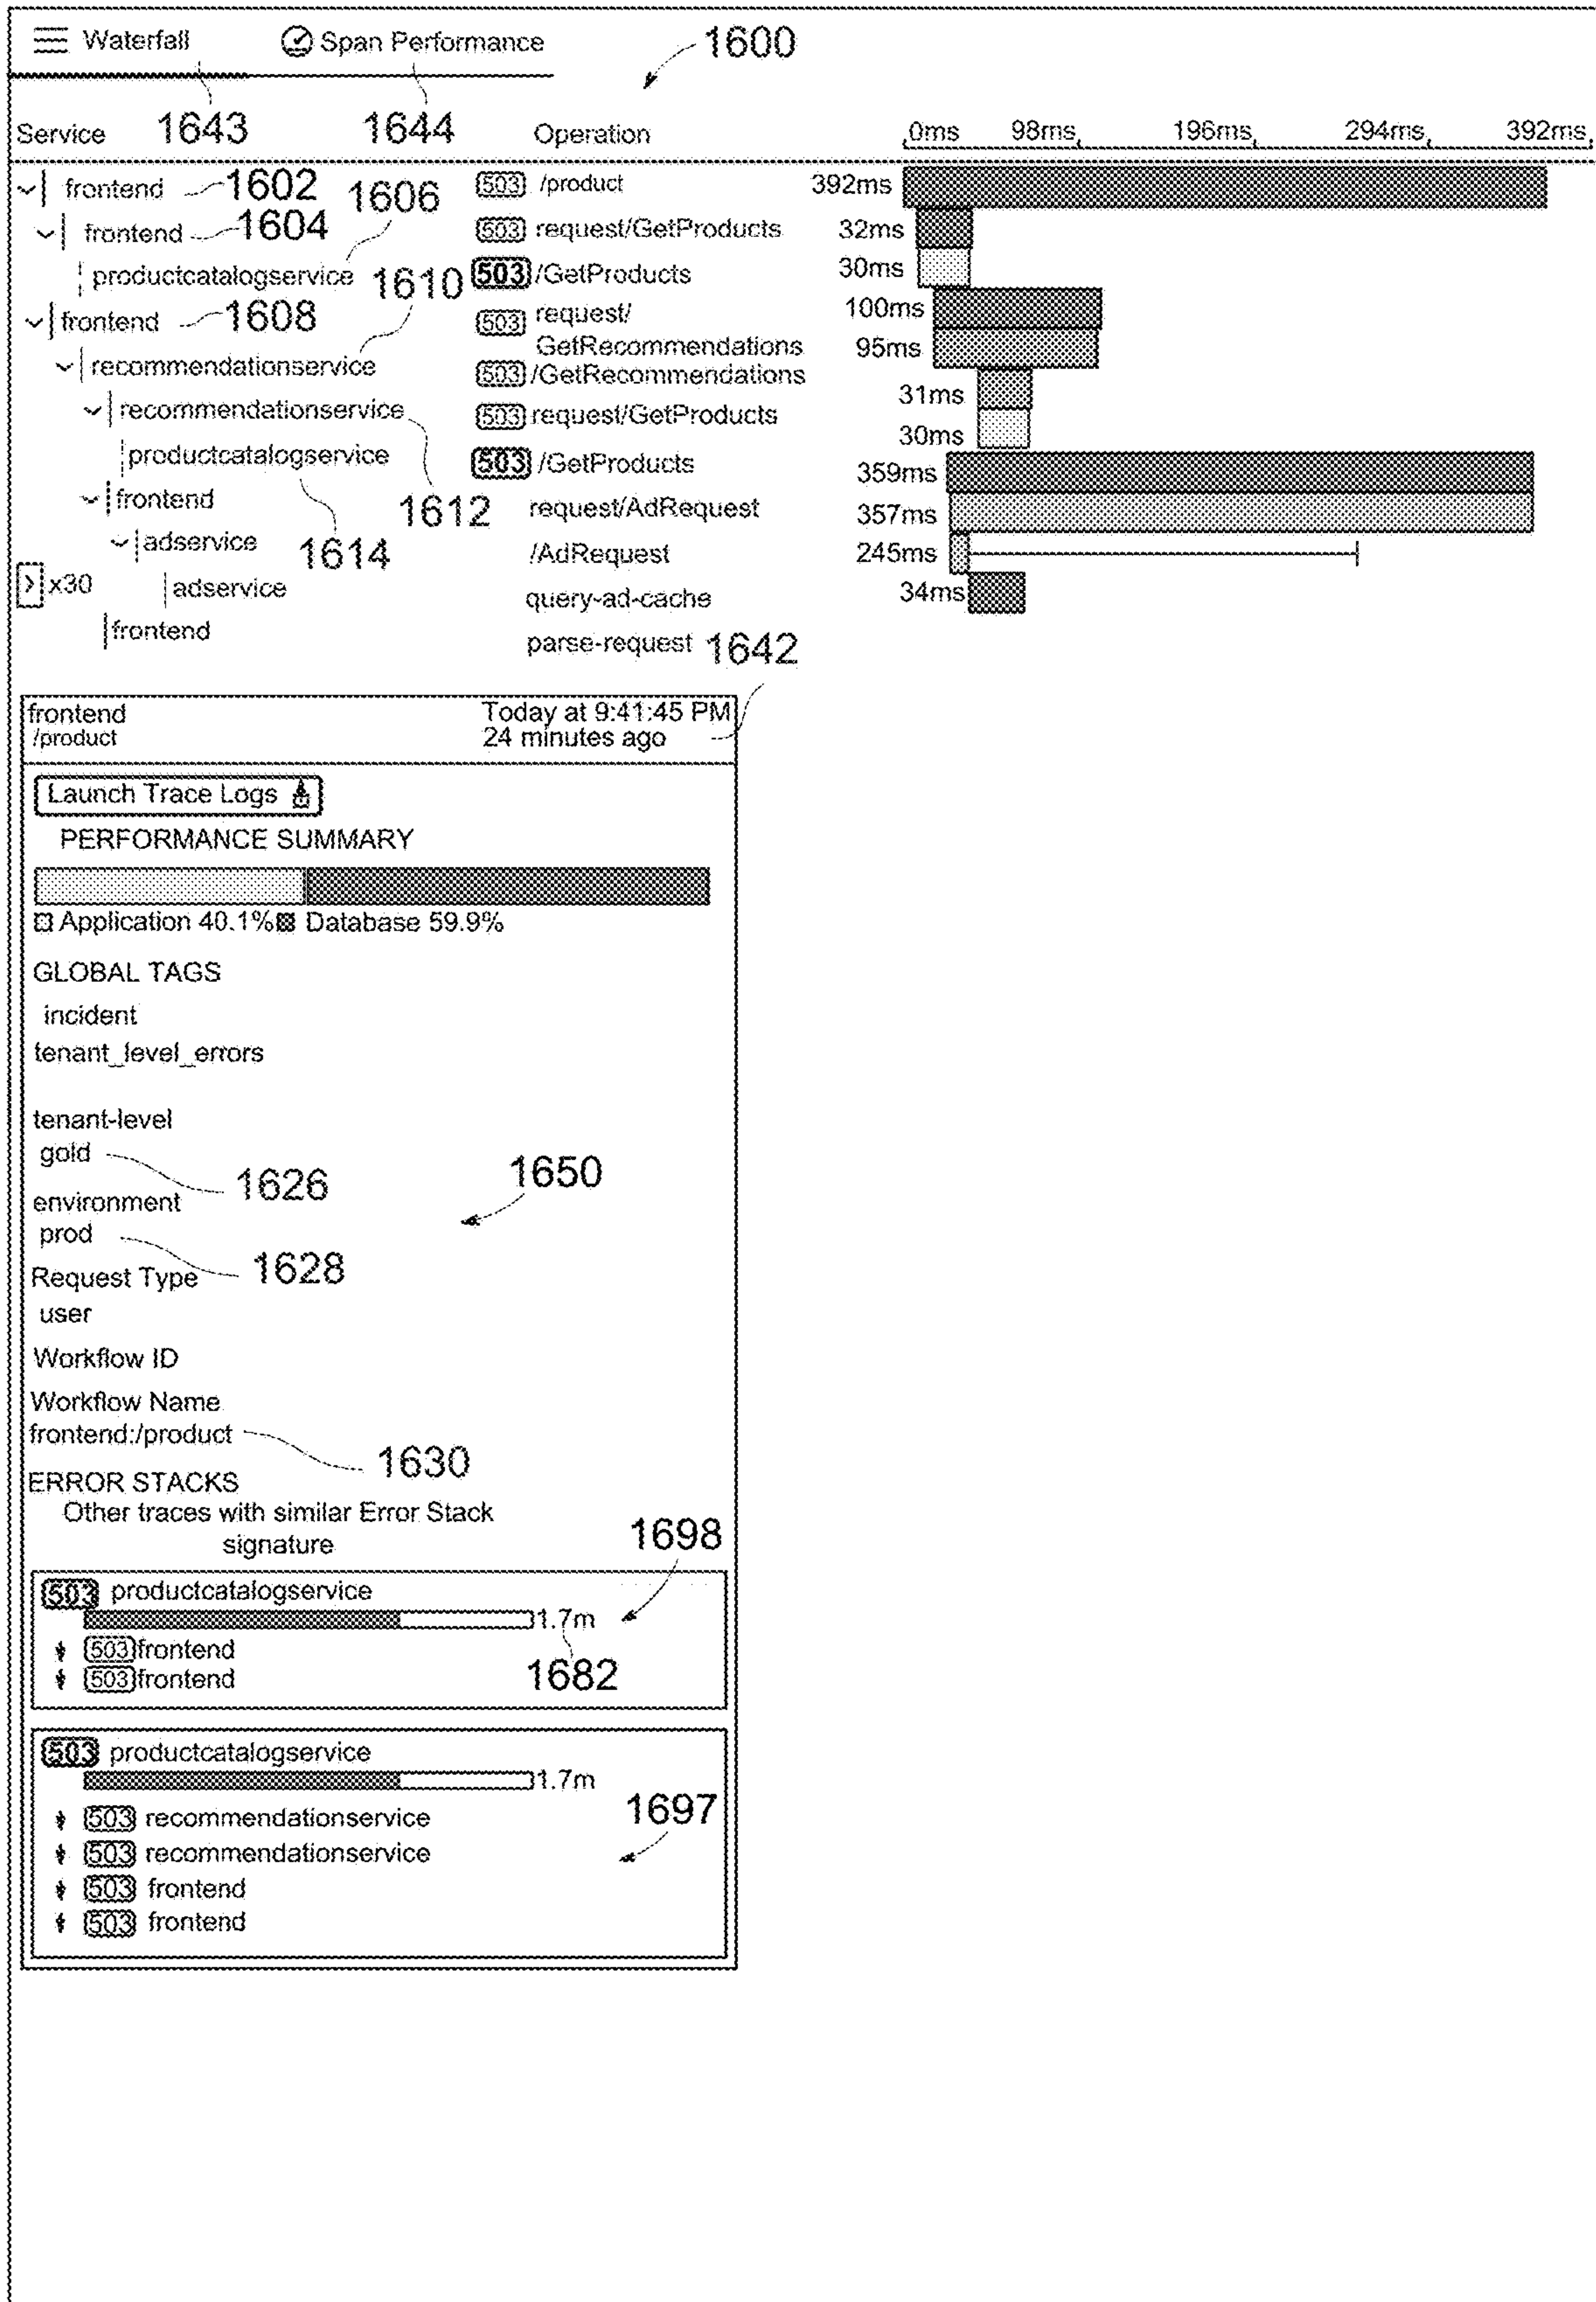 Waterfall Span Performance 1600
Service 1643 1644 Operation 0ms 98ms 196ms 294ms 392ms
frontend 1602 1606 503 /product 392ms
frontend 1604 503 request/GetProducts 32ms
productcatalogservice 1610 503 /GetProducts 30ms
frontend 1608 503 request/ 100ms
GetRecommendations 95ms
recommendationservice 503 /GetRecommendations 31ms
recommendationservice 503 request/GetProducts 30ms
productcatalogservice 503 /GetProducts 359ms
frontend 1612 request/AdRequest 357ms
adservice 1614 /AdRequest 245ms
x30 adservice query-ad-cache 34ms
frontend parse-request 1642
frontend Today at 9:41:45 PM
/product 24 minutes ago
Launch Trace Logs
PERFORMANCE SUMMARY
Application 40.1% Database 59.9%
GLOBAL TAGS
incident
tenant_level_errors
tenant-level
gold 1626 1650
environment
prod 1628
Request Type
user
Workflow ID
Workflow Name
frontend:/product 1630
ERROR STACKS
Other traces with similar Error Stack
signature 1698
503 productcatalogservice
1.7m
503 frontend
503 frontend 1682
503 productcatalogservice
1.7m
503 recommendationservice 1697
503 recommendationservice
503 frontend
503 frontend